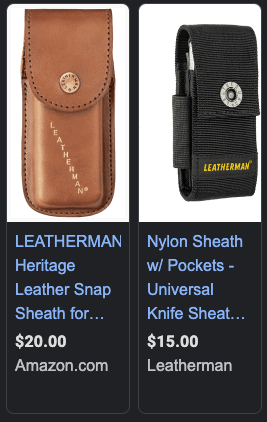 LEATHERMAN®
LEATHERMAN®
LEATHERMAN
Heritage
Leather Snap
Sheath for...
$20.00
Amazon.com
Nylon Sheath
w/ Pockets -
Universal
Knife Sheat...
$15.00
Leatherman